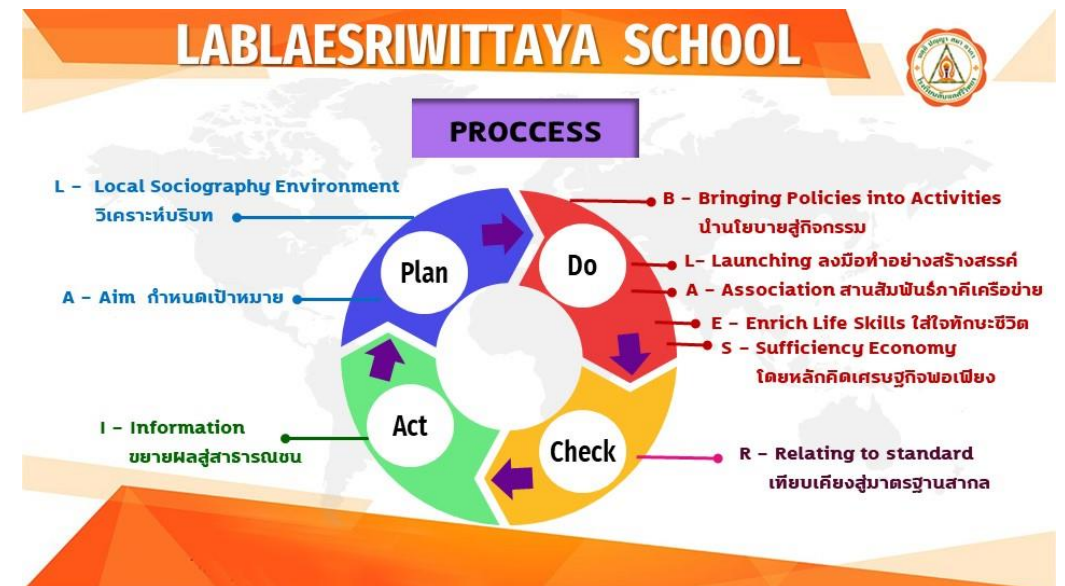 LABLAESRIWITTAYA SCHOOL
PROCCESS
L - Local Sociography Environment
วิเคราะห์บริบท
A - Aim กำหนดเป้าหมาย
Plan
Do
B - Bringing Policies into Activities
นำนโยบายสู่กิจกรรม
L- Launching ลงมือทำอย่างสร้างสรรค์
A - Association สานสัมพันธ์ภาคีเครือข่าย
E - Enrich Life Skills ใส่ใจทักษะชีวิต
S - Sufficiency Economy
โดยหลักคิดเศรษฐกิจพอเพียง
Act
Check
I - Information
ขยายผลสู่สาธารณชน
R - Relating to standard
เทียบเคียงสู่มาตรฐานสากล